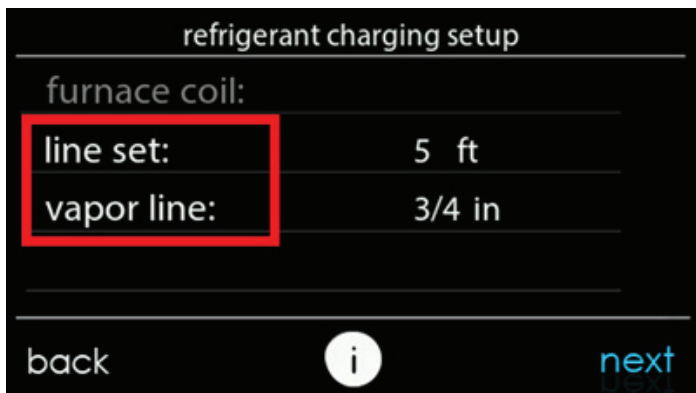 refrigerant charging setup
furnace coil:
line set: 5 ft
vapor line: 3/4 in
back i next